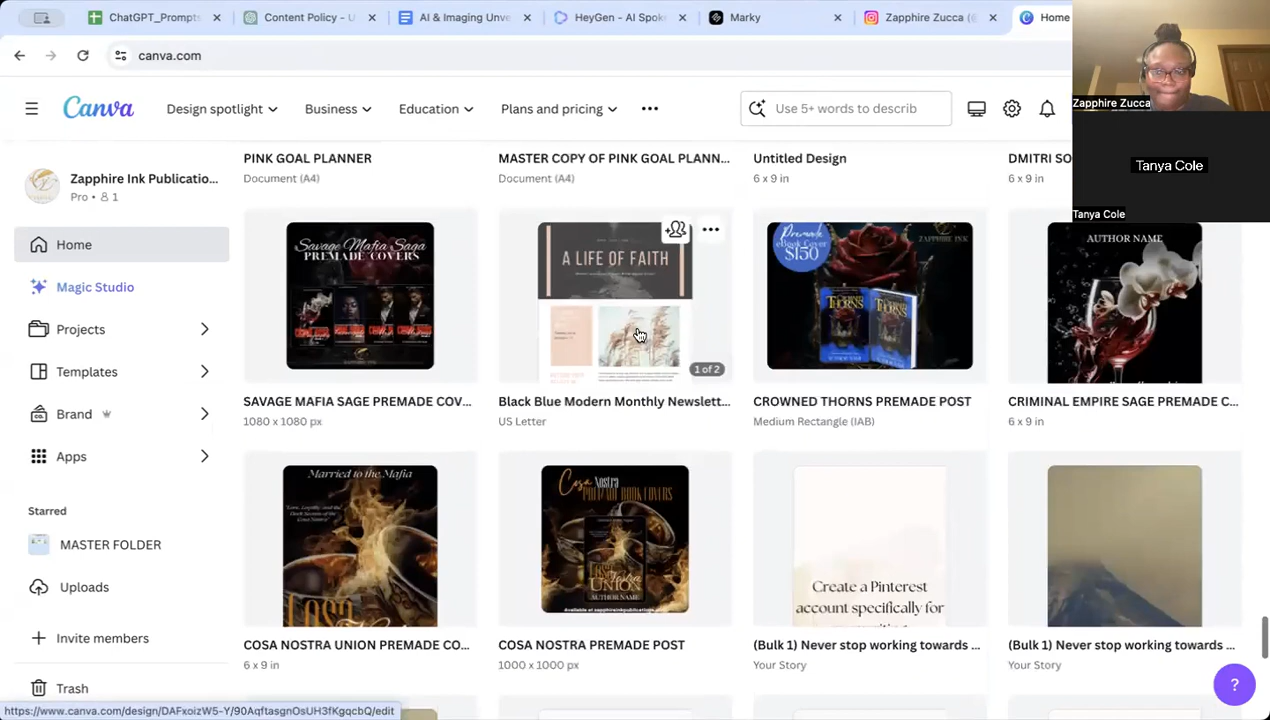 ChatGPT_Prompts
Content Policy - U
AI & Imaging Unve
HeyGen - AI Spok
Marky
Zapphire Zucca (
Home
canva.com
Canva
Design spotlight
Business
Education
Plans and pricing
Use 5+ words to describ
Zapphire Zucca
Tanya Cole
Tanya Cole
Zapphire Ink Publicatio...
Pro • 1
Home
Magic Studio
Projects
Templates
Brand
Apps
Starred
MASTER FOLDER
Uploads
Invite members
Trash
PINK GOAL PLANNER
Document (A4)
MASTER COPY OF PINK GOAL PLANN...
Document (A4)
Untitled Design
6 x 9 in
DMITRI SO
6 x 9 in
Savage Mafia Saga
PREMADE COVERS
SAVAGE MAFIA SAGE PREMADE COV...
1080 x 1080 px
A LIFE OF FAITH
1 of 2
Black Blue Modern Monthly Newslett...
US Letter
Premade
eBook Cover
$150
ZAPPHIRE INK
CROWNED THORNS
CROWNED THORNS PREMADE POST
Medium Rectangle (IAB)
AUTHOR NAME
CRIMINAL EMPIRE SAGE PREMADE C...
6 x 9 in
Married to the Mafia
COSA NOSTRA UNION PREMADE CO...
6 x 9 in
Cosa Nostra
PREMADE BOOK COVERS
UNION
AUTHOR NAME
COSA NOSTRA PREMADE POST
1000 x 1000 px
Create a Pinterest
account specifically for
(Bulk 1) Never stop working towards ...
Your Story
(Bulk 1) Never stop working towards ...
Your Story
?
https://www.canva.com/design/DAFxoizW5-Y/90AqftasgnOsUH3fKgqcbQ/edit